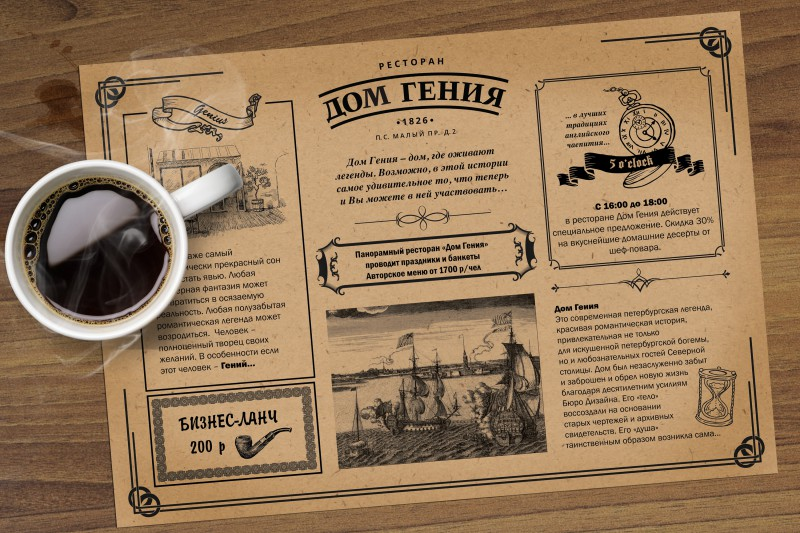 РЕСТОРАН
ДОМ ГЕНИЯ
•1826•
П.С. МАЛЫЙ ПР. Д.2
Дом Гения – дом, где оживают
легенды. Возможно, в этой истории
самое удивительное то, что теперь
и Вы можете в ней участвовать...
Панорамный ресторан «Дом Гения»
проводит праздники и банкеты
Авторское меню от 1700 р/чел
Genius
самый
прекрасный сон
стать явью. Любая
фантазия может
в осязаемую
Любая полузабытая
романтическая легенда может
возродиться. Человек –
полноценный творец своих
желаний. В особенности если
этот человек – Гений...
БИЗНЕС-ЛАНЧ
200 р
... в лучших
традициях
английского
чаепития...
5 o'clock
С 16:00 до 18:00
в ресторане Дом Гения действует
специальное предложение. Скидка 30%
на вкуснейшие домашние десерты от
шеф-повара.
Дом Гения
Это современная петербургская легенда,
красивая романтическая история,
привлекательная не только
для искушенной петербургской богемы,
но и любознательных гостей Северной
столицы. Дом был незаслуженно забыт
и заброшен и обрел новую жизнь
благодаря десятилетним усилиям
Бюро Дизайна. Его «тело»
воссоздали на основании
старых чертежей и архивных
свидетельств. Его «душа»
таинственным образом возникла сама...